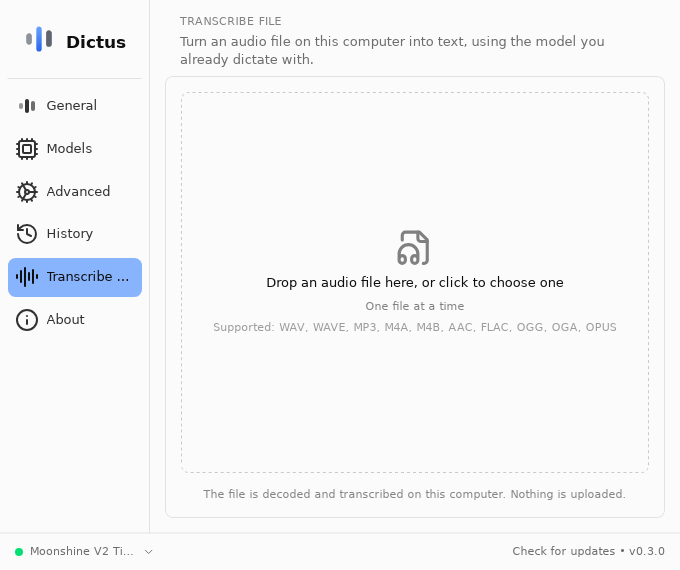 Dictus
General
Models
Advanced
History
Transcribe ...
About
TRANSCRIBE FILE
Turn an audio file on this computer into text, using the model you
already dictate with.
Drop an audio file here, or click to choose one
One file at a time
Supported: WAV, WAVE, MP3, M4A, M4B, AAC, FLAC, OGG, OGA, OPUS
The file is decoded and transcribed on this computer. Nothing is uploaded.
Moonshine V2 Ti...
Check for updates • v0.3.0